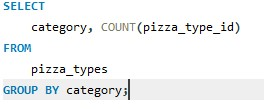 SELECT
category, COUNT(pizza_type_id)
FROM
pizza_types
GROUP BY category;